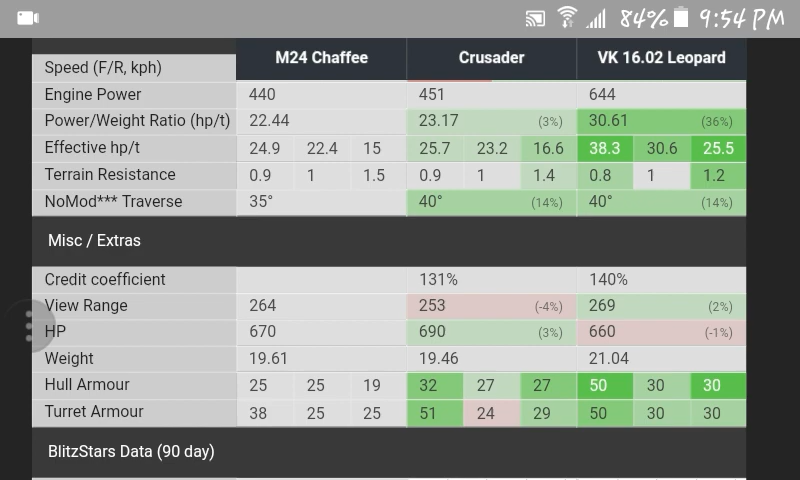 84% 9:54 PM
M24 Chaffee Crusader VK 16.02 Leopard
Speed (F/R, kph)
Engine Power 440 451 644
Power/Weight Ratio (hp/t) 22.44 23.17 (3%) 30.61 (36%)
Effective hp/t 24.9 22.4 15 25.7 23.2 16.6 38.3 30.6 25.5
Terrain Resistance 0.9 1 1.5 0.9 1 1.4 0.8 1 1.2
NoMod*** Traverse 35° 40° (14%) 40° (14%)
Misc / Extras
Credit coefficient 131% 140%
View Range 264 253 (-4%) 269 (2%)
HP 670 690 (3%) 660 (-1%)
Weight 19.61 19.46 21.04
Hull Armour 25 25 19 32 27 27 50 30 30
Turret Armour 38 25 25 51 24 29 50 30 30
BlitzStars Data (90 day)